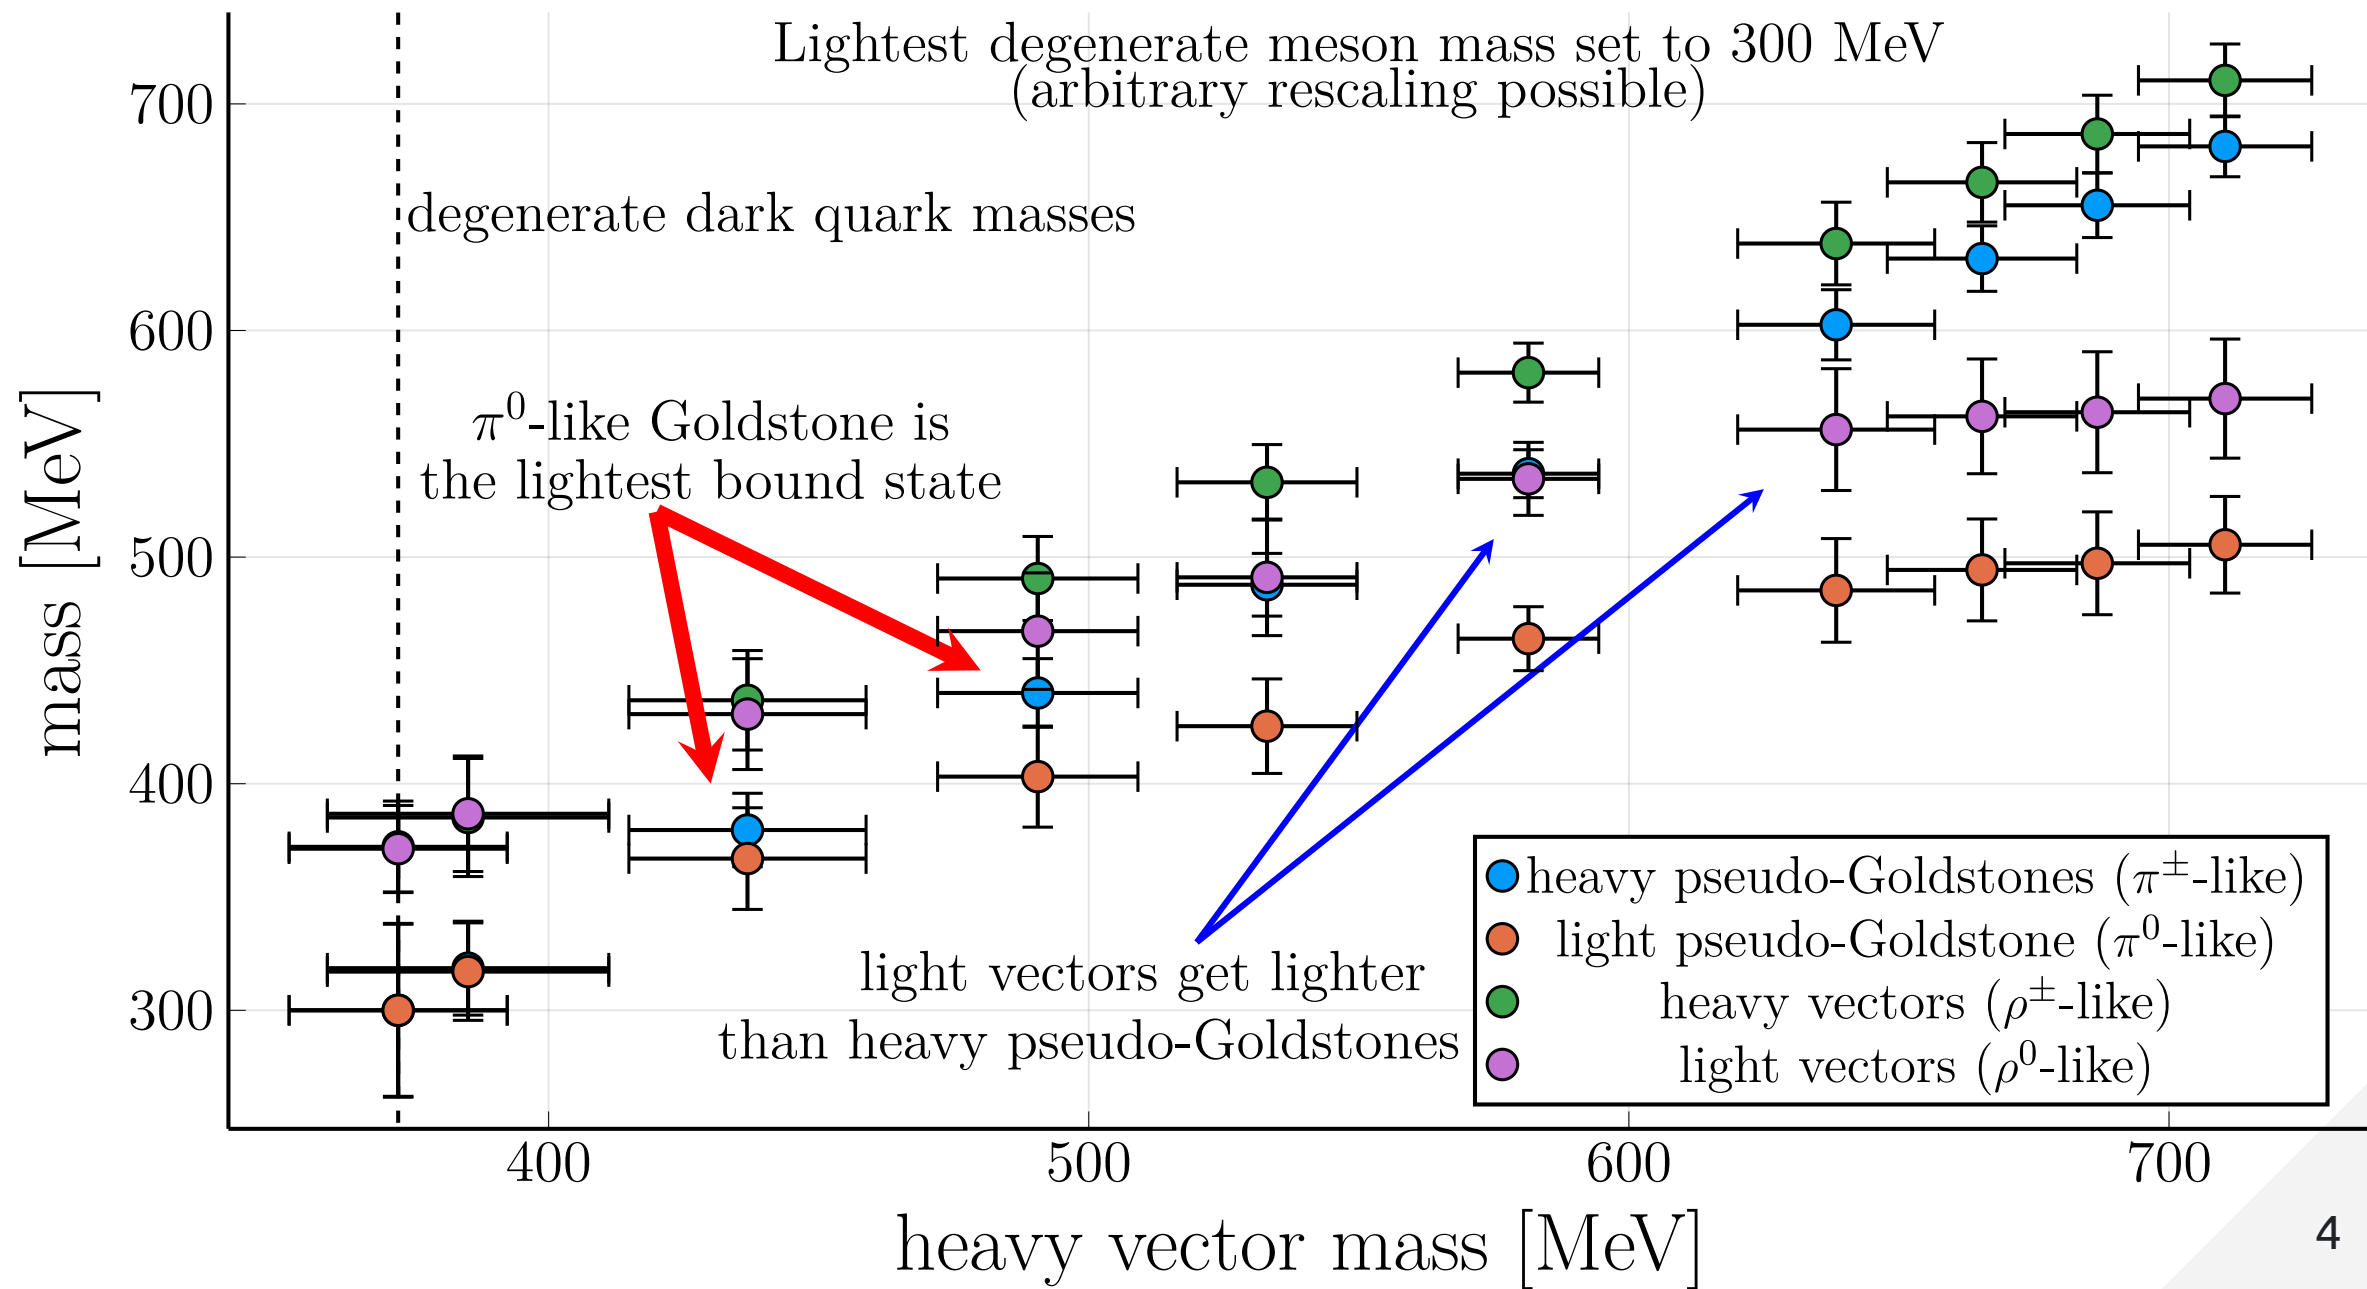 Lightest degenerate meson mass set to 300 MeV
(arbitrary rescaling possible)
degenerate dark quark masses
π⁰-like Goldstone is
the lightest bound state
light vectors get lighter
than heavy pseudo-Goldstones
heavy pseudo-Goldstones (π±-like)
light pseudo-Goldstone (π⁰-like)
heavy vectors (ρ±-like)
light vectors (ρ⁰-like)
mass [MeV]
700
600
500
400
300
400 500 600 700
heavy vector mass [MeV]
4